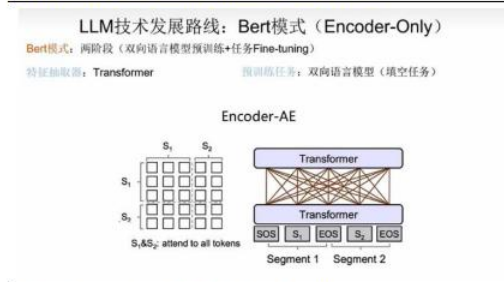 LLM技术发展路线：Bert模式（Encoder-Only）
Bert模式：两阶段（双向语言模型预训练+任务Fine-tuning）
特征抽取器：Transformer 预训练任务：双向语言模型（填空任务）
Encoder-AE
S₁ S₂
S₁
S₂
S₁&S₂: attend to all tokens
Transformer
Transformer
SOS S₁ EOS S₂ EOS
Segment 1 Segment 2